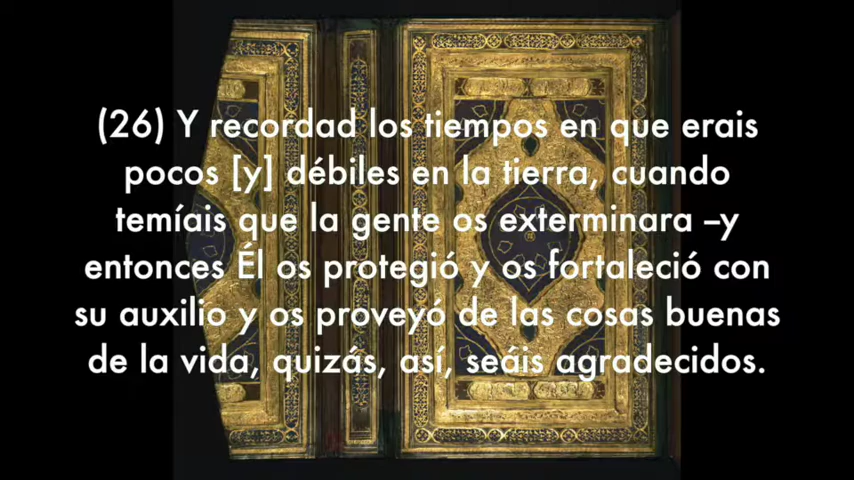 (26) Y recordad los tiempos en que erais
pocos [y] débiles en la tierra, cuando
temíais que la gente os exterminara –y
entonces Él os protegió y os fortaleció con
su auxilio y os proveyó de las cosas buenas
de la vida, quizás, así, seáis agradecidos.